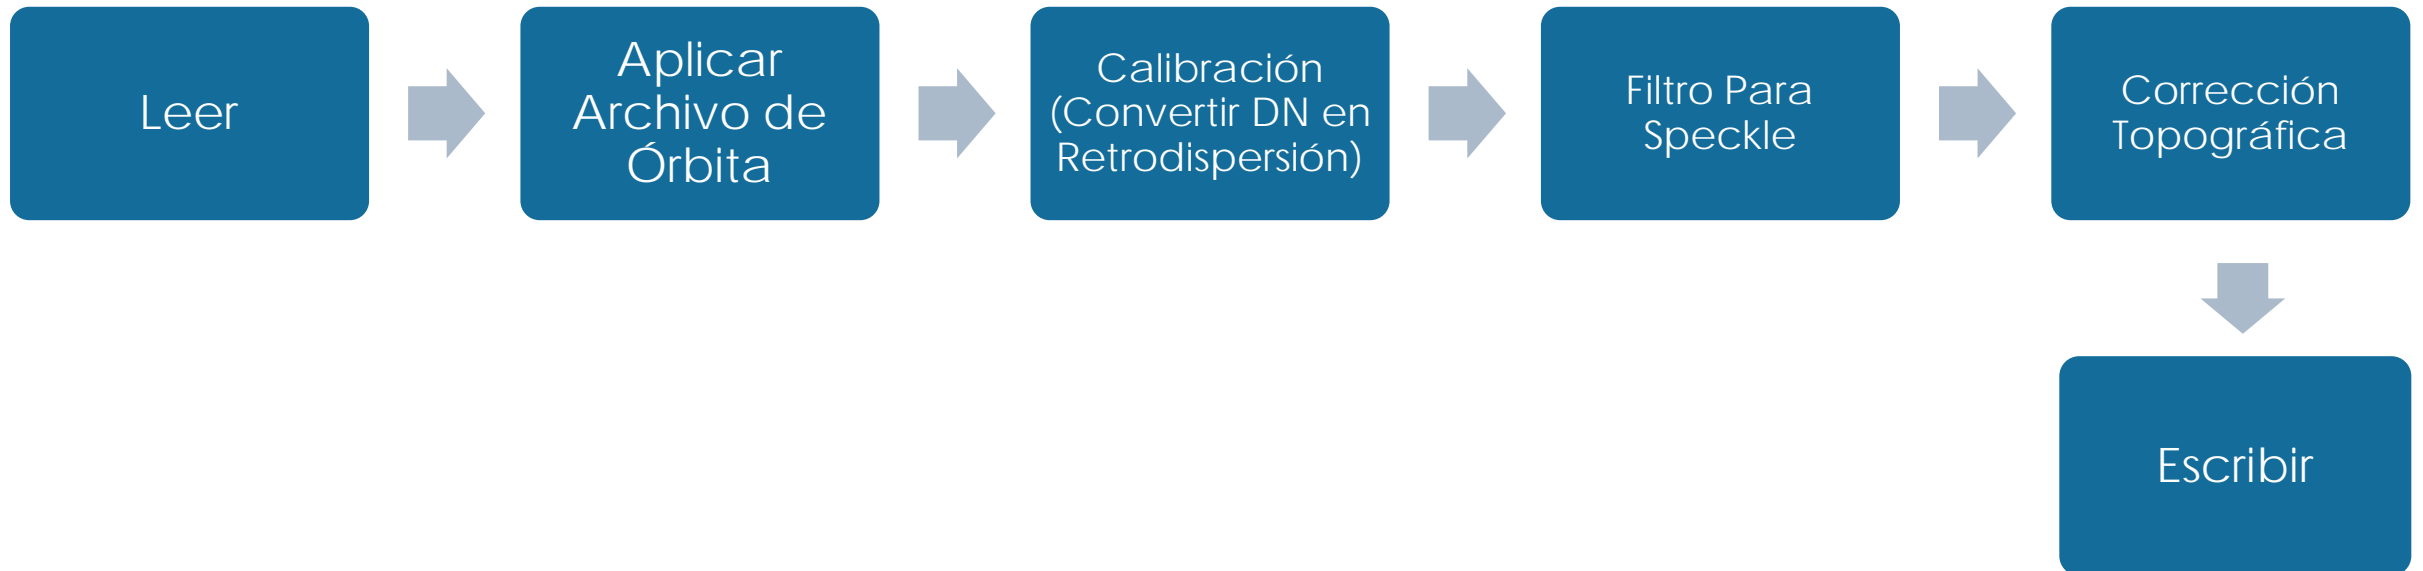 Leer
Aplicar
Archivo de
Órbita
Calibración
(Convertir DN en
Retrodispersión)
Filtro Para
Speckle
Corrección
Topográfica
Escribir